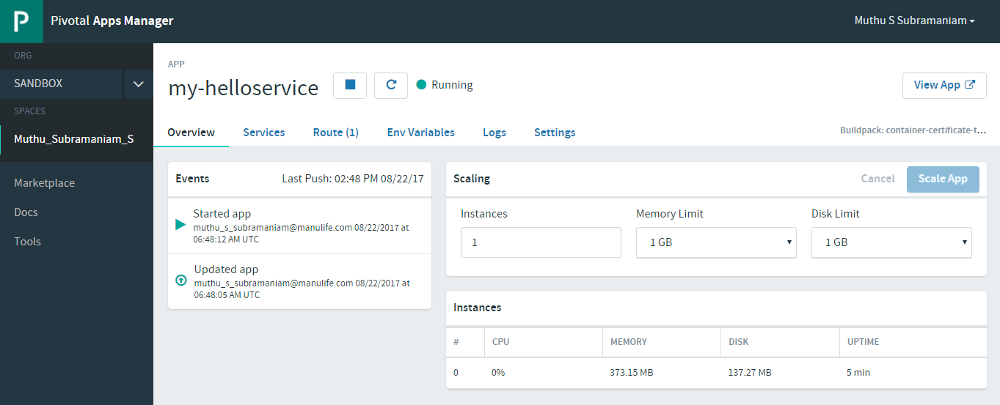 P
Pivotal Apps Manager
Muthu S Subramaniam
ORG
SANDBOX
SPACES
Muthu_Subramaniam_S
Marketplace
Docs
Tools
APP
my-helloservice
Running
View App
Overview
Services
Route (1)
Env Variables
Logs
Settings
Buildpack: container-certificate-t...
Events
Last Push: 02:48 PM 08/22/17
Started app
muthu_s_subramaniam@manulife.com 08/22/2017 at
06:48:12 AM UTC
Updated app
muthu_s_subramaniam@manulife.com 08/22/2017 at
06:48:05 AM UTC
Scaling
Cancel
Scale App
Instances
Memory Limit
Disk Limit
1
1 GB
1 GB
Instances
# CPU MEMORY DISK UPTIME
0 0% 373.15 MB 137.27 MB 5 min